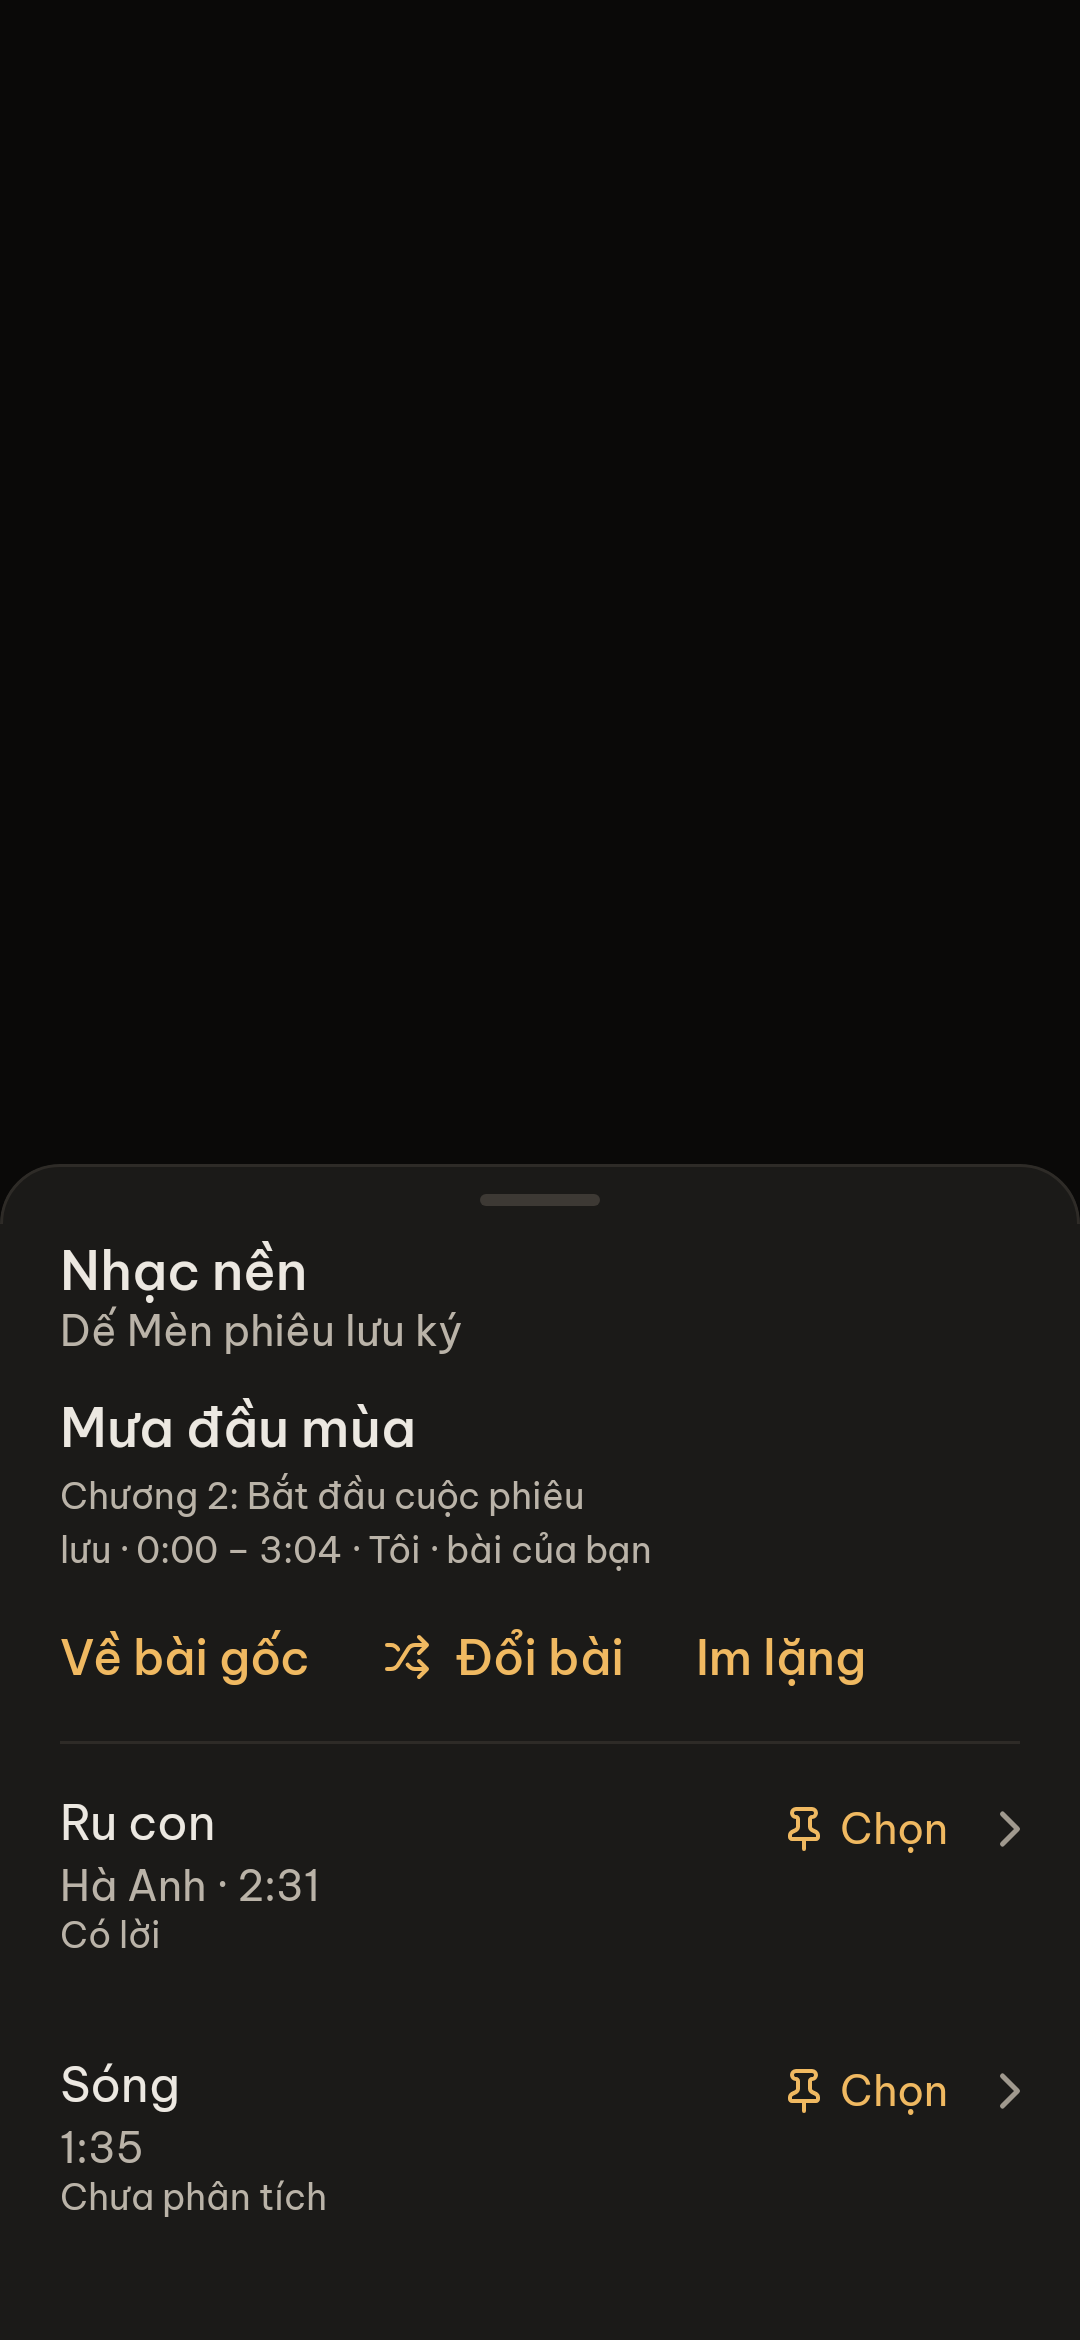 Nhạc nền
Dế Mèn phiêu lưu ký
Mưa đầu mùa
Chương 2: Bắt đầu cuộc phiêu
lưu · 0:00 – 3:04 · Tôi · bài của bạn
Về bài gốc Đổi bài Im lặng
Ru con Chọn
Hà Anh · 2:31
Có lời
Sóng Chọn
1:35
Chưa phân tích